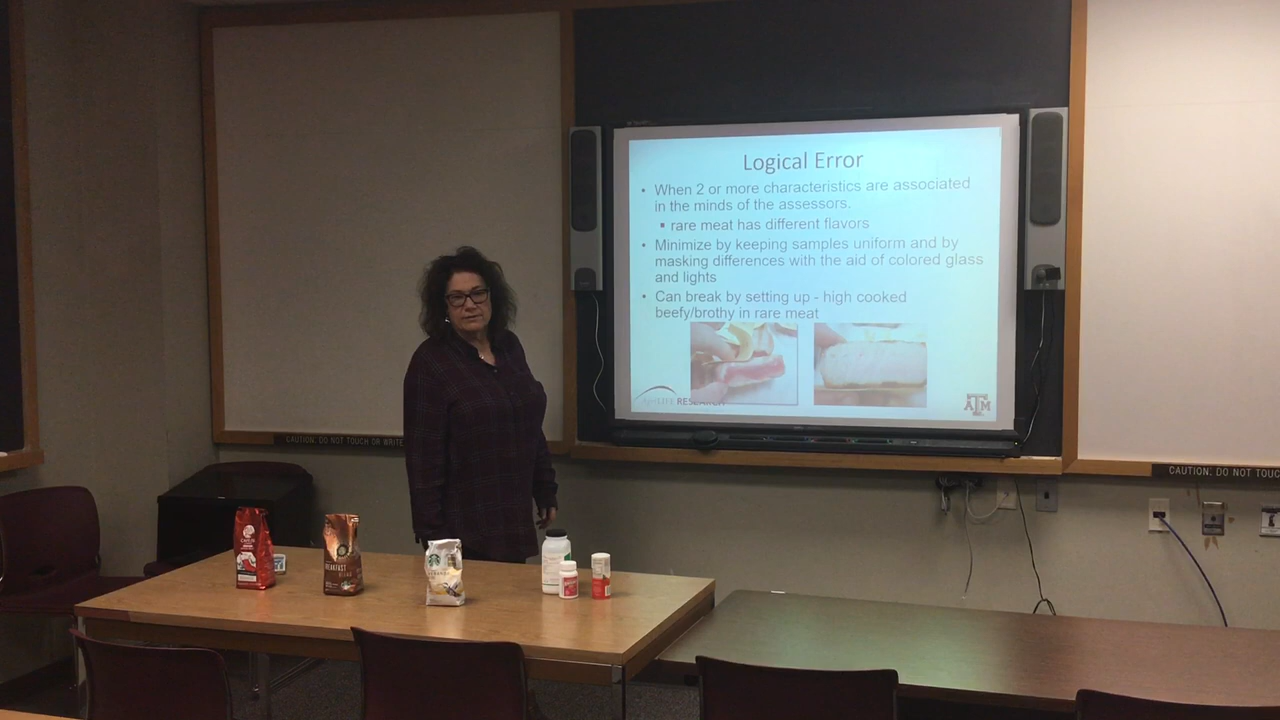 Logical Error
• When 2 or more characteristics are associated
in the minds of the assessors.
▪ rare meat has different flavors
• Minimize by keeping samples uniform and by
masking differences with the aid of colored glass
and lights
• Can break by setting up - high cooked
beefy/brothy in rare meat
RESEARCH
ATM
CAUTION: DO NOT TOUCH OR WRITE
CAUTION: DO NOT TOUC
BREAKFAST
BLEND